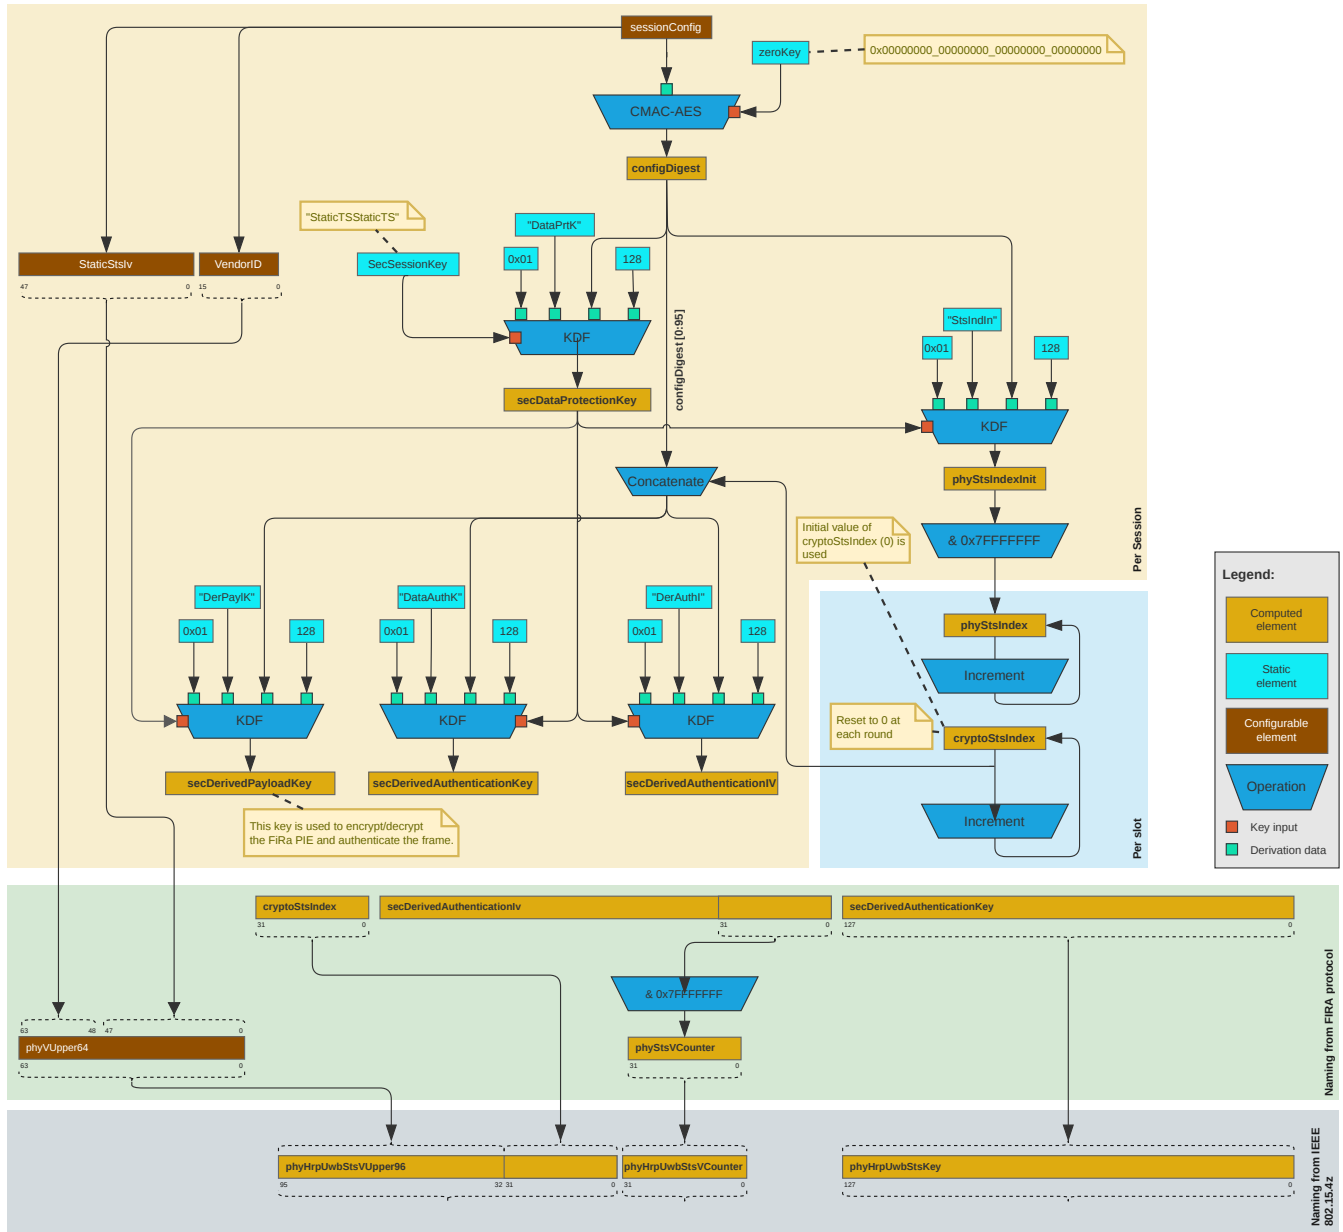 sessionConfig
zeroKey
0x00000000_00000000_00000000_00000000
CMAC-AES
configDigest
"StaticTSStaticTS"
"DataPrtK"
StaticStsIv
VendorID
SecSessionKey
0x01
128
47
0
15
0
KDF
configDigest [0:95]
"StsIndIn"
0x01
128
secDataProtectionKey
KDF
Concatenate
phyStsIndexInit
Initial value of
cryptoStsIndex (0) is
used
& 0x7FFFFFFF
Per Session
Legend:
Computed
element
Static
element
Configurable
element
Operation
Key input
Derivation data
"DerPaylK"
"DataAuthK"
"DerAuthI"
0x01
128
0x01
128
0x01
128
phyStsIndex
Increment
KDF
KDF
KDF
Reset to 0 at
each round
cryptoStsIndex
secDerivedPayloadKey
secDerivedAuthenticationKey
secDerivedAuthenticationIV
This key is used to encrypt/decrypt
the FiRa PIE and authenticate the frame.
Increment
Per slot
cryptoStsIndex
secDerivedAuthenticationIv
secDerivedAuthenticationKey
31
0
31
0
127
0
& 0x7FFFFFFF
63
48
47
0
phyVUpper64
phyStsVCounter
63
0
31
0
Naming from FIRA protocol
phyHrpUwbStsVUpper96
phyHrpUwbStsVCounter
phyHrpUwbStsKey
95
32
31
0
31
0
127
0
Naming from IEEE
802.15.4z